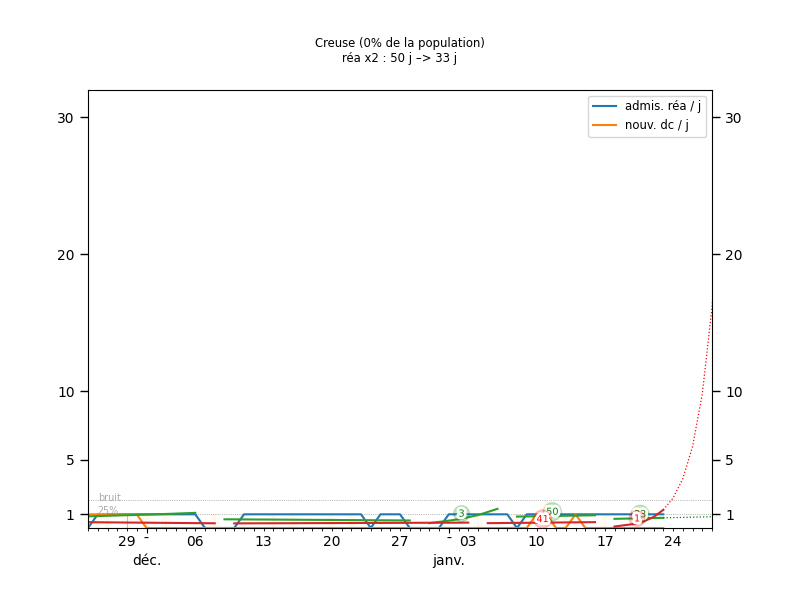 Creuse (0% de la population)
réa x2 : 50 j –> 33 j
admis. réa / j
nouv. dc / j
30 30
20 20
10 10
5 5
bruit
25%
1 1
3
50
41
1
29 - 06 13 20 27 - 03 10 17 24
déc. janv.